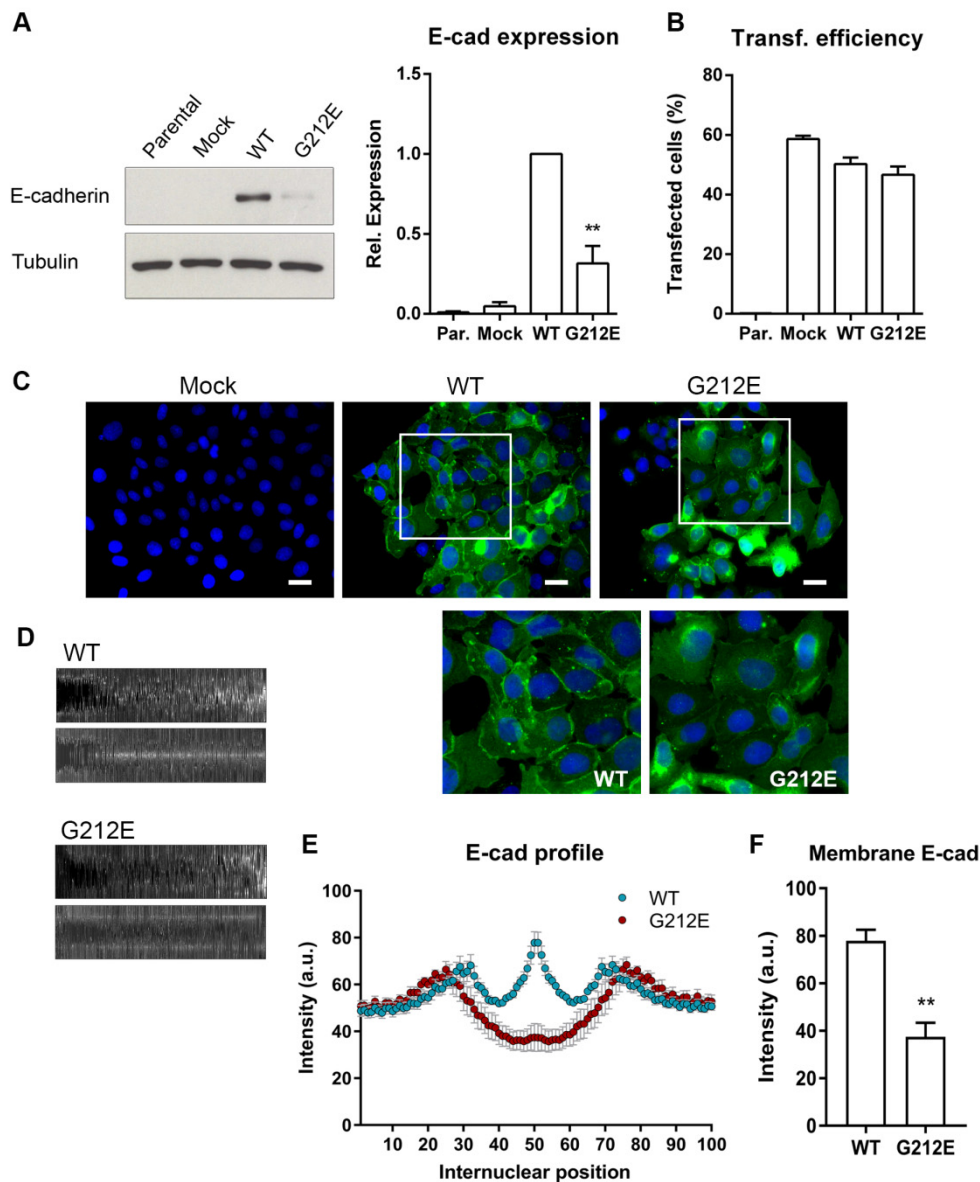 A
Parental
Mock
WT
G212E
E-cadherin
Tubulin
E-cad expression
Rel. Expression
1.5
1.0
0.5
0.0
**
Par. Mock WT G212E
B
Transf. efficiency
Transfected cells (%)
80
60
40
20
0
Par. Mock WT G212E
C
Mock
WT
G212E
WT
G212E
D
WT
G212E
E
E-cad profile
WT
G212E
Intensity (a.u.)
100
80
60
40
20
0
10 20 30 40 50 60 70 80 90 100
Internuclear position
F
Membrane E-cad
Intensity (a.u.)
100
80
60
40
20
0
**
WT G212E